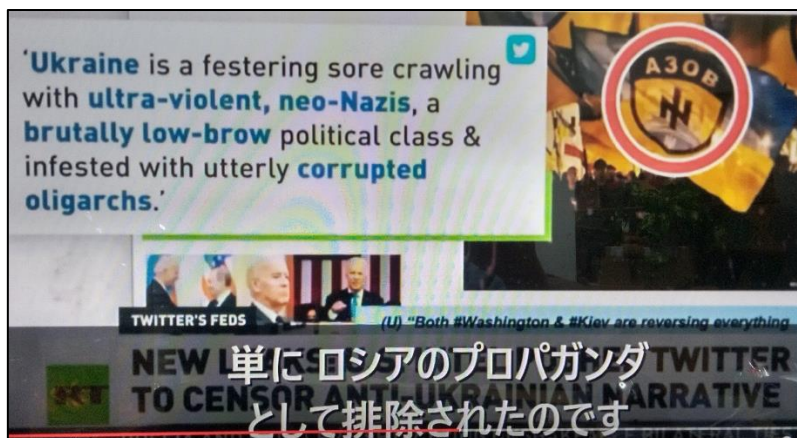 ‘Ukraine is a festering sore crawling
with ultra-violent, neo-Nazis, a
brutally low-brow political class &
infested with utterly corrupted
oligarchs.’
АЗОВ
TWITTER'S FEDS
(U) “Both #Washington & #Kiev are reversing everything
NEW TWITTER
TO CENSOR ANTI-UKRAINIAN NARRATIVE
単に ロシアのプロパガンダ
として排除されたのです